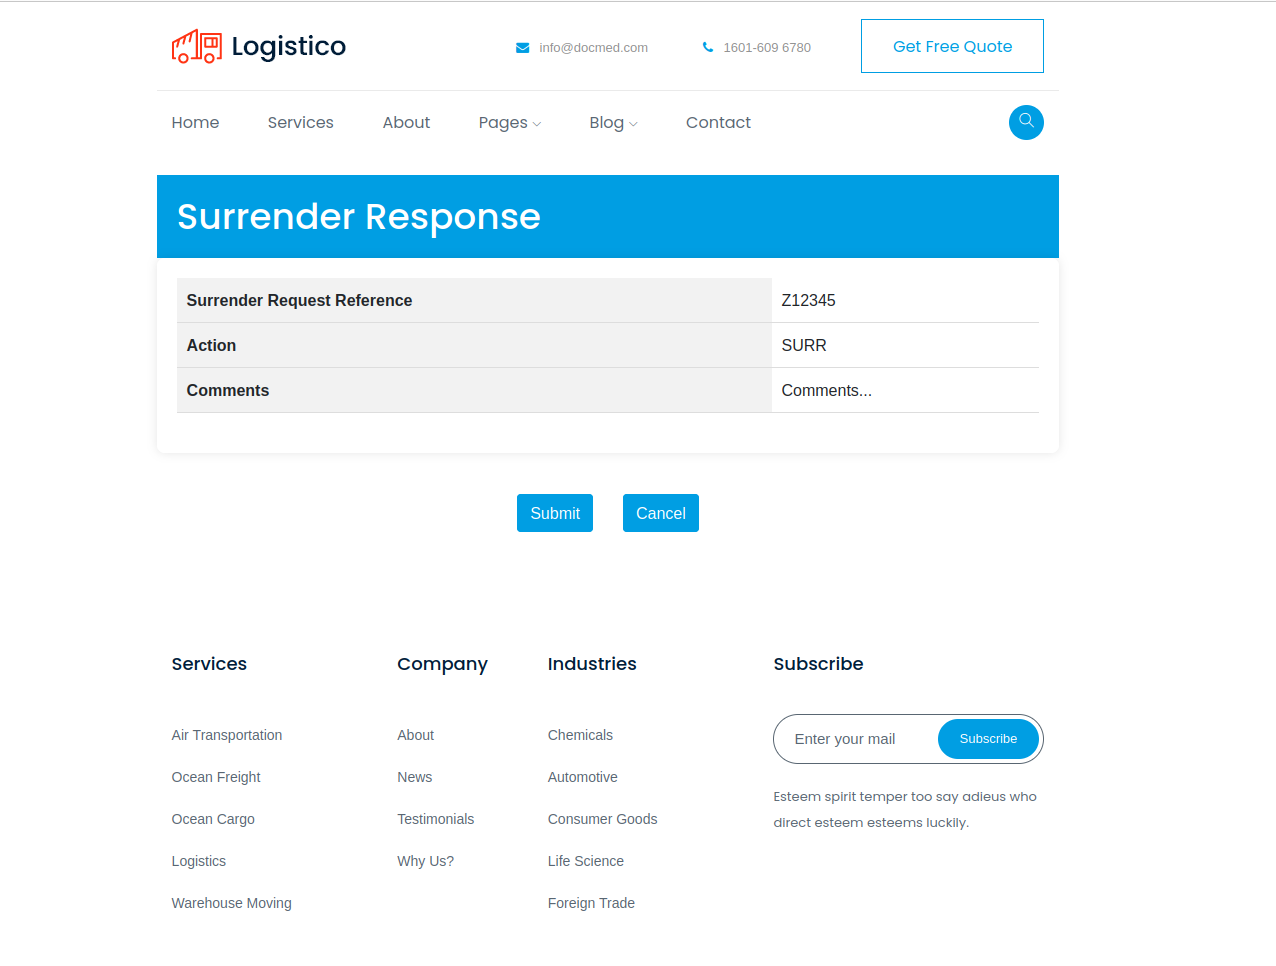 Logistico
info@docmed.com
1601-609 6780
Get Free Quote
Home Services About Pages Blog Contact
Surrender Response
Surrender Request Reference Z12345
Action SURR
Comments Comments...
Submit Cancel
Services
Air Transportation
Ocean Freight
Ocean Cargo
Logistics
Warehouse Moving
Company
About
News
Testimonials
Why Us?
Industries
Chemicals
Automotive
Consumer Goods
Life Science
Foreign Trade
Subscribe
Enter your mail Subscribe
Esteem spirit temper too say adieus who
direct esteem esteems luckily.